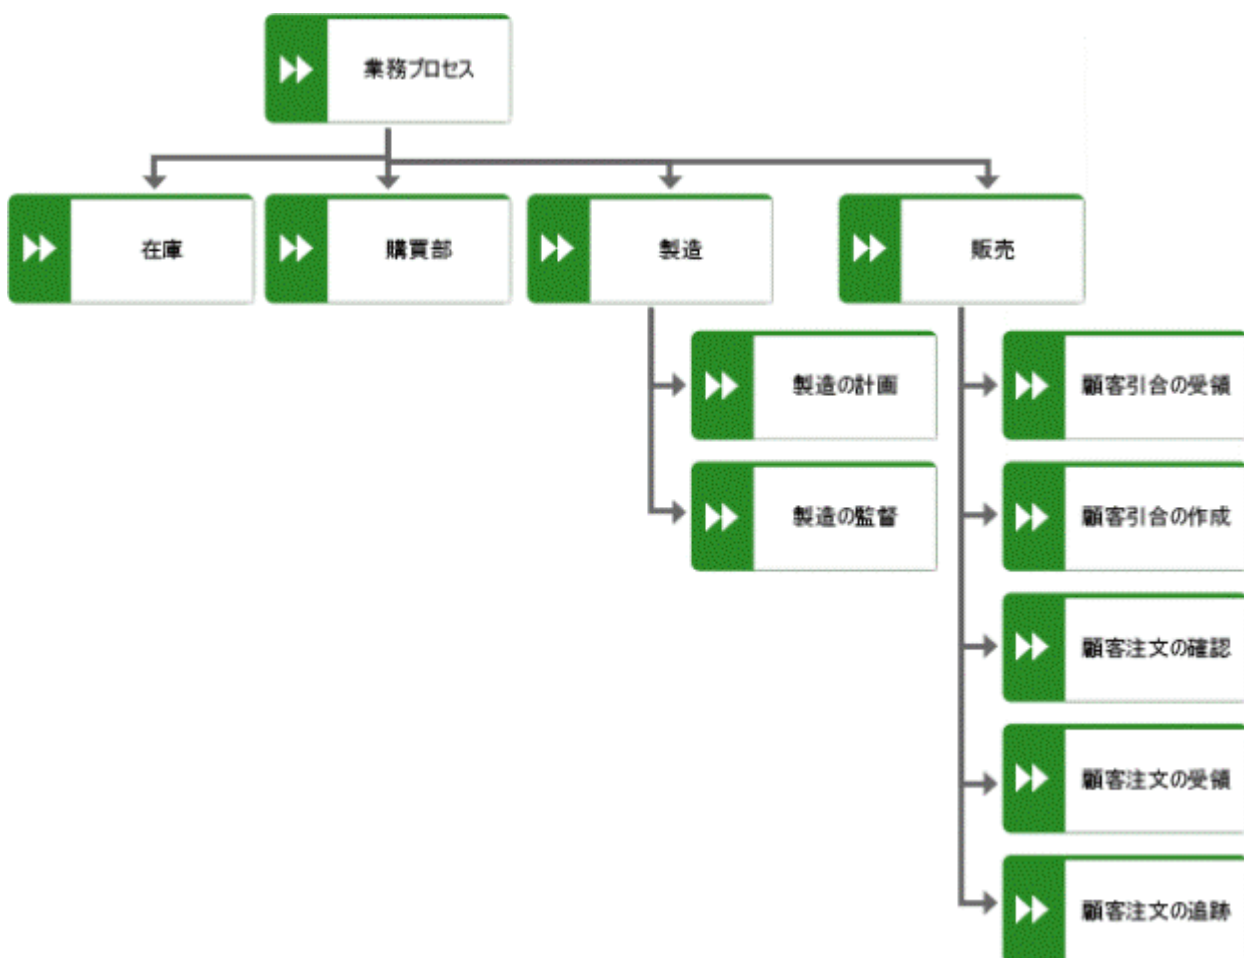 業務プロセス
在庫
購買部
製造
販売
製造の計画
製造の監督
顧客引合の受領
顧客引合の作成
顧客注文の確認
顧客注文の受領
顧客注文の追跡